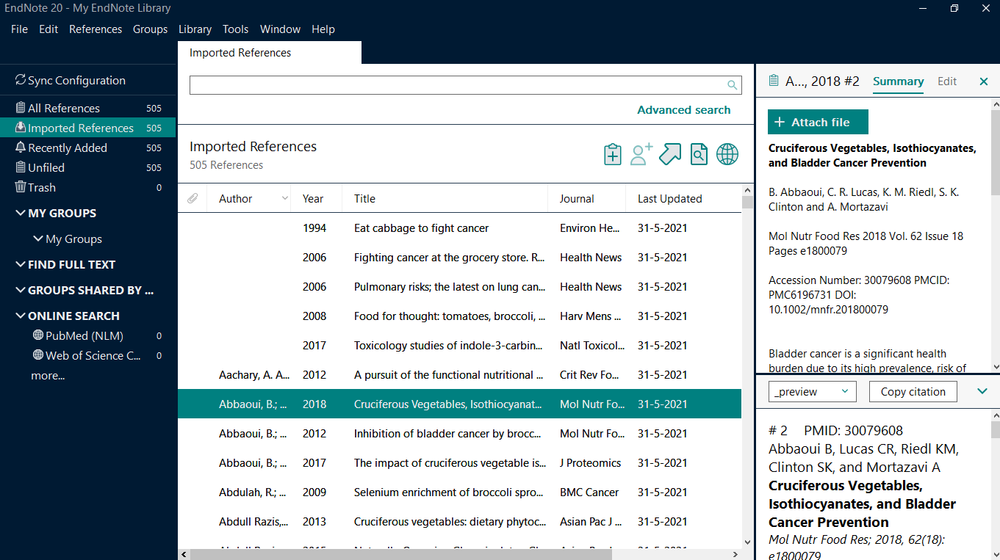 EndNote 20 - My EndNote Library
File Edit References Groups Library Tools Window Help
Sync Configuration
All References 505
Imported References 505
Recently Added 505
Unfiled 505
Trash 0
MY GROUPS
My Groups
FIND FULL TEXT
GROUPS SHARED BY ...
ONLINE SEARCH
PubMed (NLM) 0
Web of Science C... 0
more...
Imported References
Advanced search
Imported References
505 References
Author Year Title Journal Last Updated
1994 Eat cabbage to fight cancer Environ He... 31-5-2021
2006 Fighting cancer at the grocery store. R... Health News 31-5-2021
2006 Pulmonary risks; the latest on lung can... Health News 31-5-2021
2008 Food for thought: tomatoes, broccoli, ... Harv Mens ... 31-5-2021
2017 Toxicology studies of indole-3-carbin... Natl Toxicol... 31-5-2021
Aachary, A. A... 2012 A pursuit of the functional nutritional ... Crit Rev Fo... 31-5-2021
Abbaoui, B.; ... 2018 Cruciferous Vegetables, Isothiocyanat... Mol Nutr Fo... 31-5-2021
Abbaoui, B.; ... 2012 Inhibition of bladder cancer by brocc... Mol Nutr Fo... 31-5-2021
Abbaoui, B.; ... 2017 The impact of cruciferous vegetable is... J Proteomics 31-5-2021
Abdulah, R.; ... 2009 Selenium enrichment of broccoli spro... BMC Cancer 31-5-2021
Abdull Razis,... 2013 Cruciferous vegetables: dietary phytoc... Asian Pac J ... 31-5-2021
A..., 2018 #2 Summary Edit
+ Attach file
Cruciferous Vegetables, Isothiocyanates,
and Bladder Cancer Prevention
B. Abbaoui, C. R. Lucas, K. M. Riedl, S. K.
Clinton and A. Mortazavi
Mol Nutr Food Res 2018 Vol. 62 Issue 18
Pages e1800079
Accession Number: 30079608 PMCID:
PMC6196731 DOI:
10.1002/mnfr.201800079
Bladder cancer is a significant health
burden due to its high prevalence, risk of
_preview Copy citation
# 2 PMID: 30079608
Abbaoui B, Lucas CR, Riedl KM,
Clinton SK, and Mortazavi A
Cruciferous Vegetables,
Isothiocyanates, and Bladder
Cancer Prevention
Mol Nutr Food Res; 2018, 62(18):
e1800079